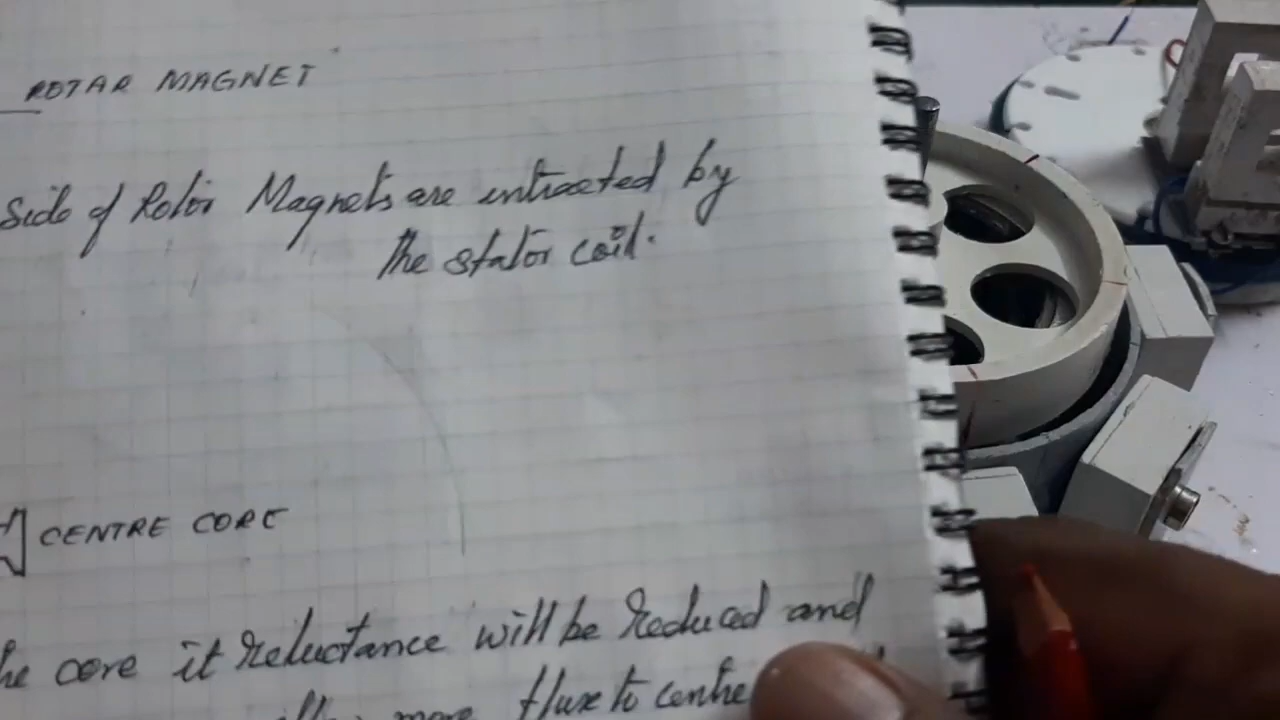 ROTAR MAGNET
Side of Rotor Magnets are intracted by
the stator coil.
CENTRE CORE
he core it reluctance will be reduced and
more flux to centre